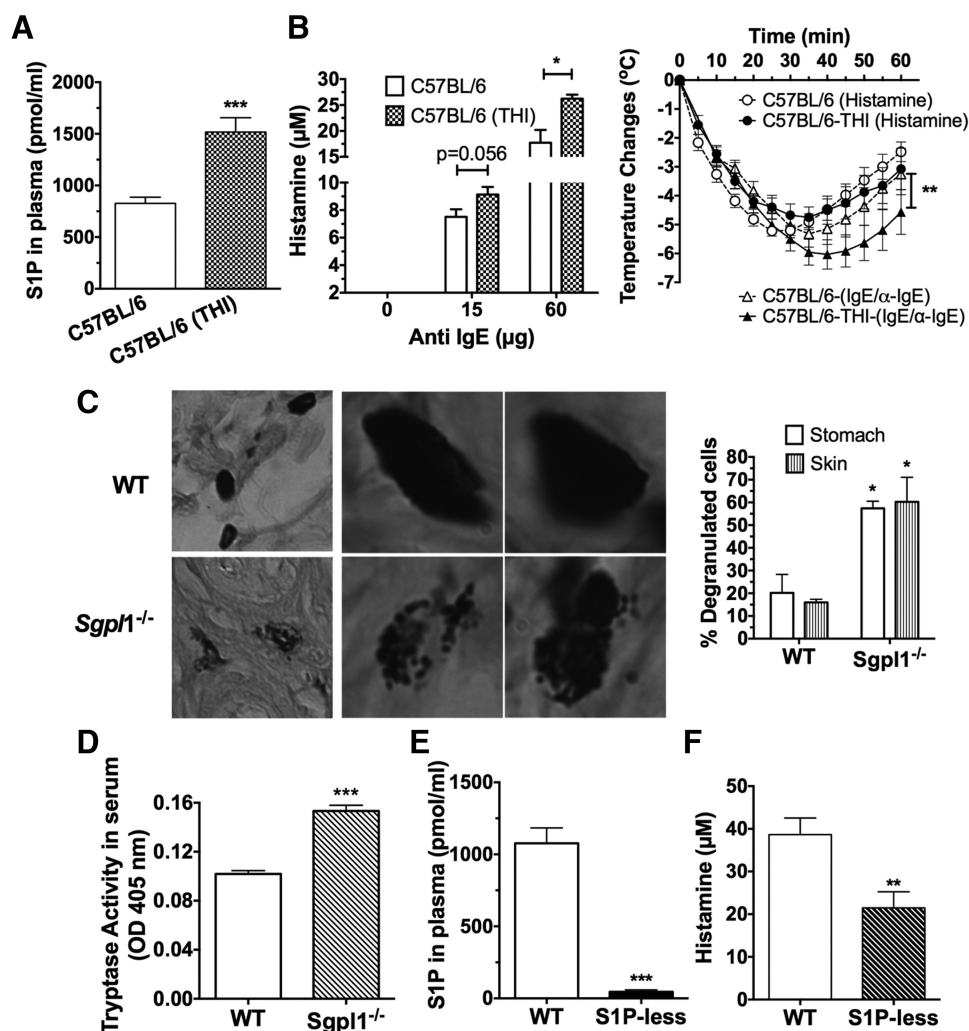 A
S1P in plasma (pmol/ml)
2000
1500
1000
500
0
***
C57BL/6
C57BL/6 (THI)
B
Histamine (µM)
30
25
20
15
10
8
6
4
2
C57BL/6
C57BL/6 (THI)
p=0.056
*
0 15 60
Anti IgE (µg)
Time (min)
0 10 20 30 40 50 60
Temperature Changes (ºC)
0
-1
-2
-3
-4
-5
-6
-7
C57BL/6 (Histamine)
C57BL/6-THI (Histamine)
**
C57BL/6-(IgE/α-IgE)
C57BL/6-THI-(IgE/α-IgE)
C
WT
Sgpl1-/-
% Degranulated cells
80
70
60
50
40
30
20
10
0
Stomach
Skin
* *
WT Sgpl1-/-
D
Tryptase Activity in serum
(OD 405 nm)
0.16
0.12
0.08
0.04
0.00
***
WT Sgpl1-/-
E
S1P in plasma (pmol/ml)
1500
1000
500
0
***
WT S1P-less
F
Histamine (µM)
50
40
30
20
10
0
**
WT S1P-less